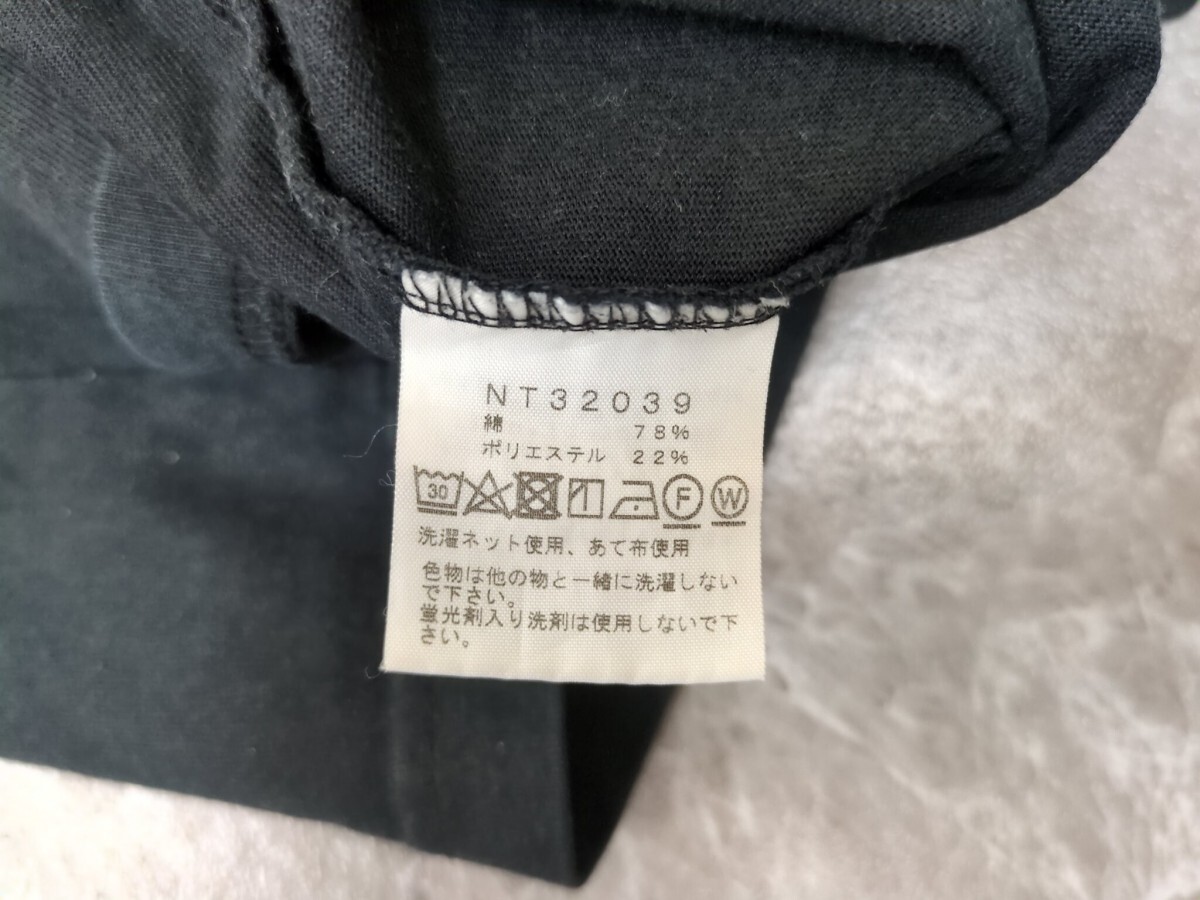 NT32039
綿 78%
ポリエステル 22%
30 F W
洗濯ネット使用、あて布使用
色物は他の物と一緒に洗濯しない
で下さい。
蛍光剤入り洗剤は使用しないで下
さい。